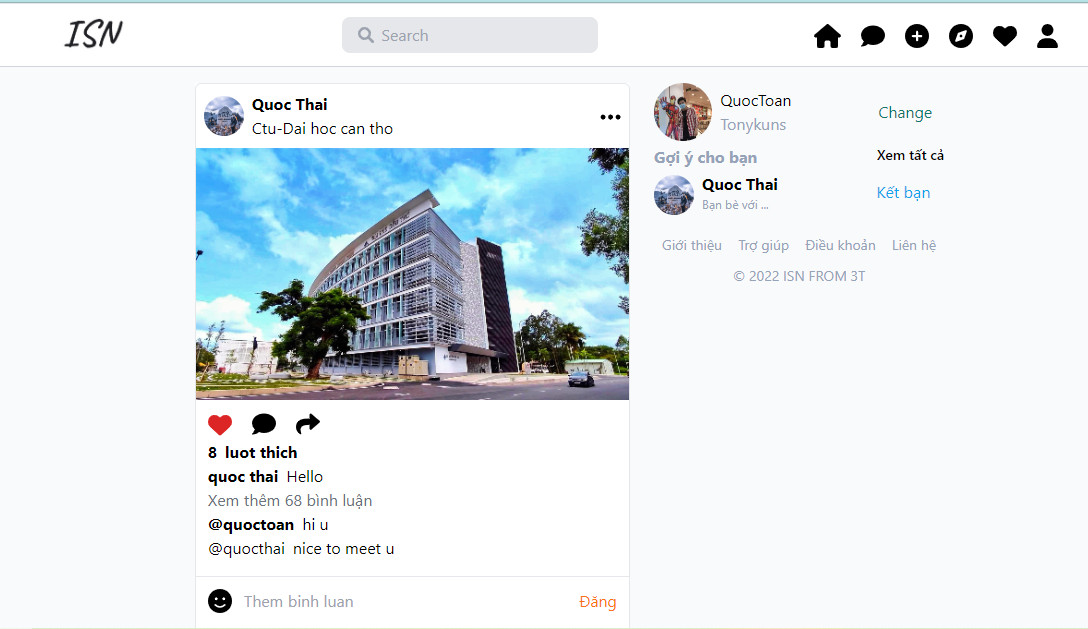 ISN
Search
Quoc Thai
Ctu-Dai hoc can tho
8 luot thich
quoc thai Hello
Xem thêm 68 bình luận
@quoctoan hi u
@quocthai nice to meet u
Them binh luan
Đăng
QuocToan
Tonykuns
Change
Gợi ý cho bạn
Xem tất cả
Quoc Thai
Bạn bè với ...
Kết bạn
Giới thiệu Trợ giúp Điều khoản Liên hệ
© 2022 ISN FROM 3T